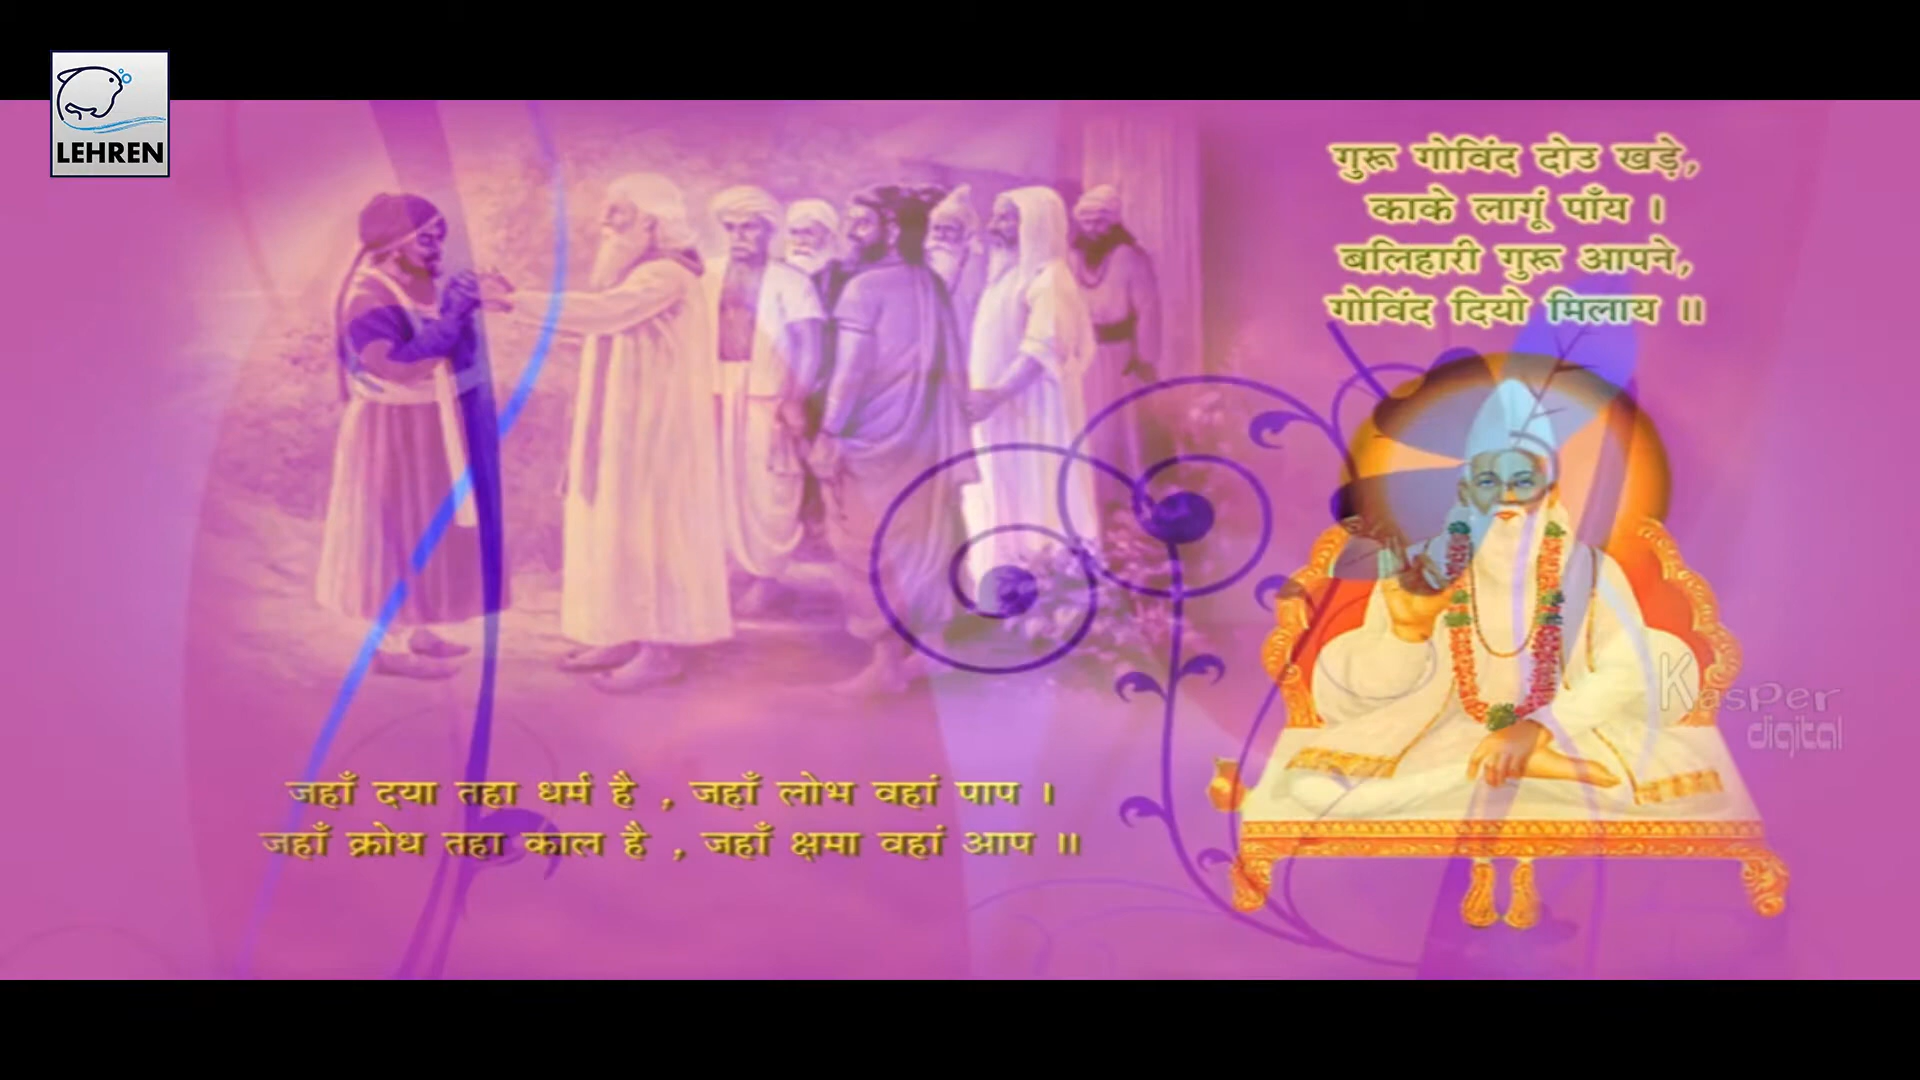 LEHREN
गुरू गोविंद दोउ खड़े,
काके लागूं पाँय ।
बलिहारी गुरू आपने,
गोविंद दियो मिलाय ॥
Kasper
digital
जहाँ दया तहा धर्म है , जहाँ लोभ वहां पाप ।
जहाँ क्रोध तहा काल है , जहाँ क्षमा वहां आप ॥